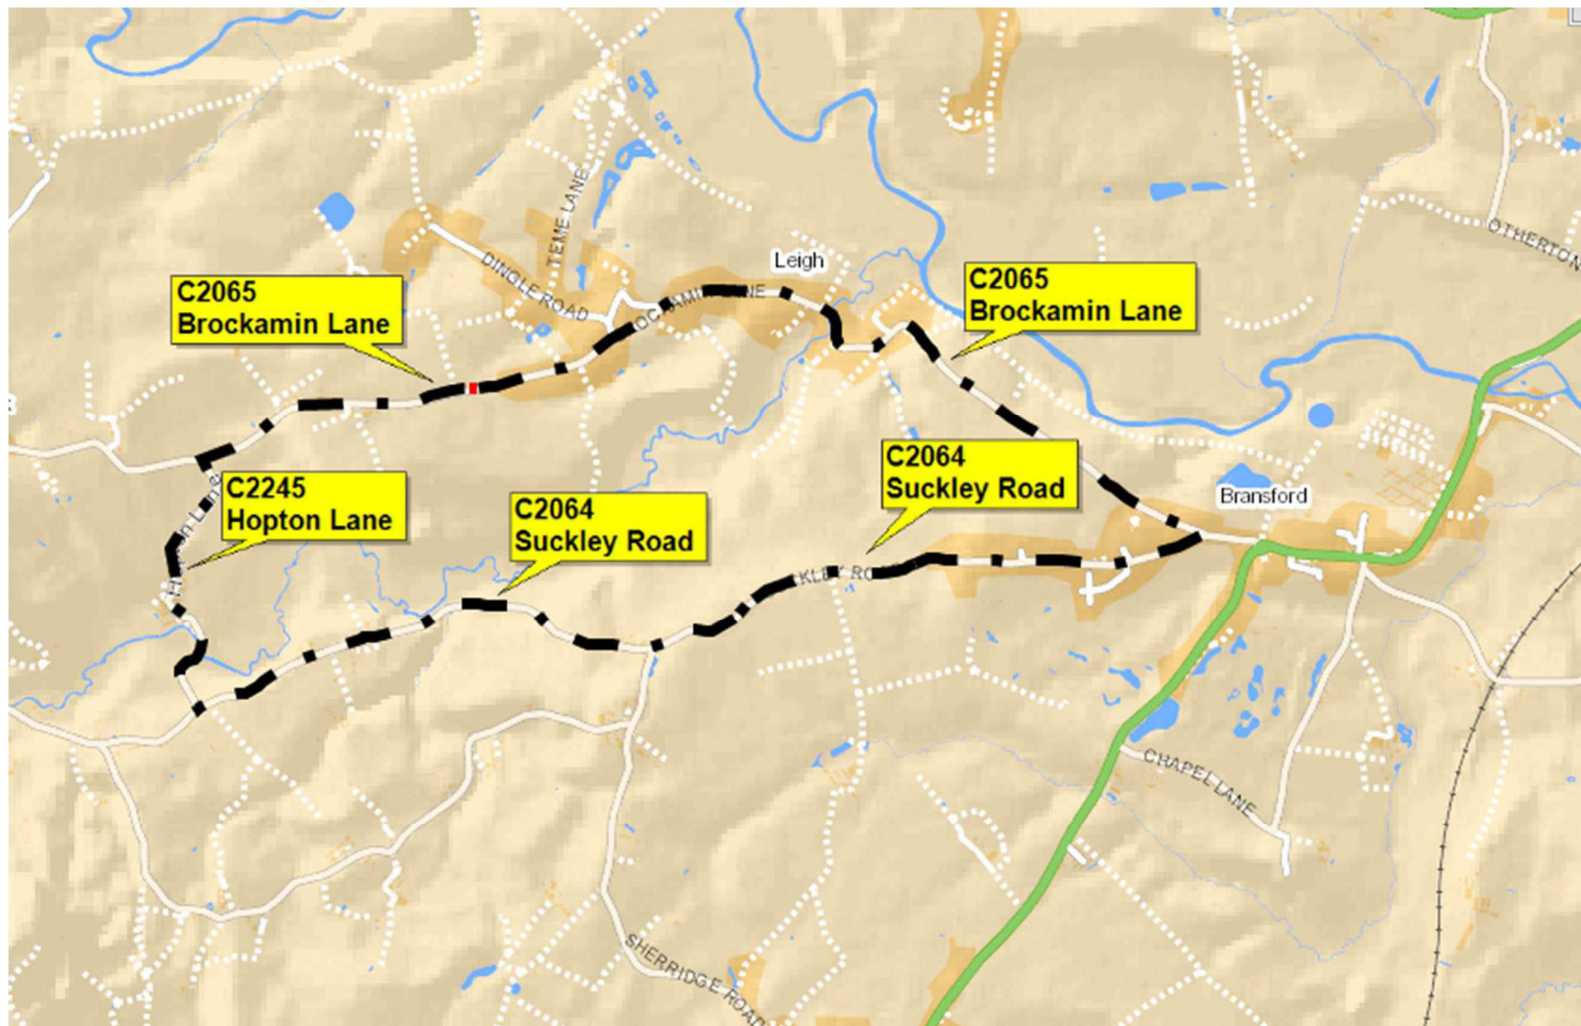 Leigh
OTHERTON
TEME LANE
DINGLE ROAD
C2065
Brockamin Lane
C2065
Brockamin Lane
C2064
Suckley Road
C2245
Hopton Lane
C2064
Suckley Road
Bransford
CHAPEL LANE
SHERRIDGE ROAD